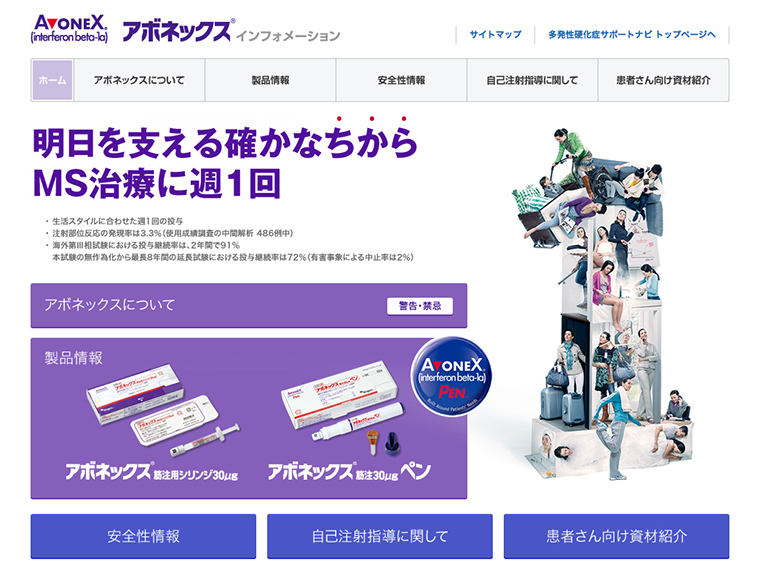 AVONEX®
(interferon beta-1a)
アボネックス® インフォメーション
サイトマップ
多発性硬化症サポートナビ トップページへ
ホーム
アボネックスについて
製品情報
安全性情報
自己注射指導に関して
患者さん向け資材紹介
明日を支える確かなちから
MS治療に週1回
・ 生活スタイルに合わせた週1回の投与
・ 注射部位反応の発現率は3.3%(使用成績調査の中間解析 486例中)
・ 海外第Ⅲ相試験における投与継続率は、2年間で91%
本試験の無作為化から最長8年間の延長試験における投与継続率は72%(有害事象による中止率は2%)
アボネックスについて
警告・禁忌
製品情報
AVONEX®
(interferon beta-1a)
PEN
Built Around Patients' Needs
アボネックス® 筋注用シリンジ30μg
アボネックス® 筋注30μg ペン
安全性情報
自己注射指導に関して
患者さん向け資材紹介